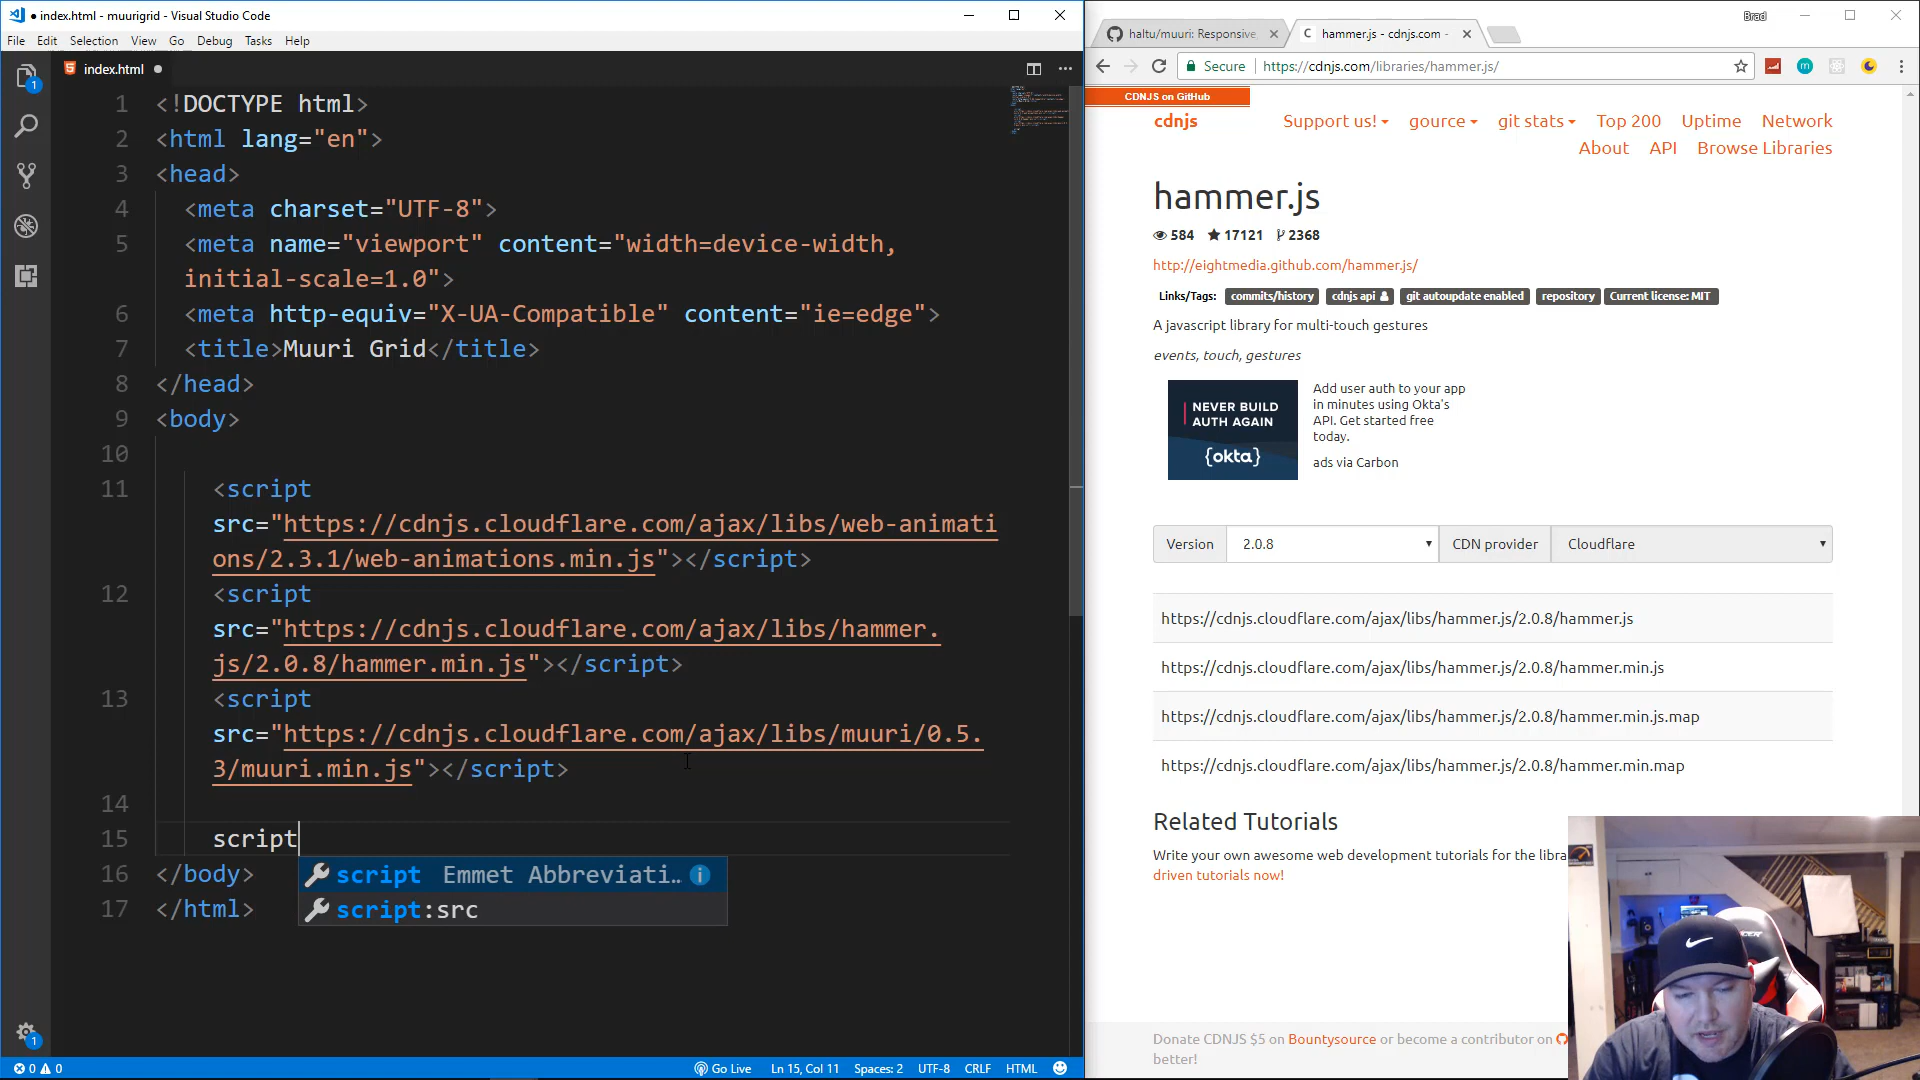 index.html - muurigrid - Visual Studio Code
File Edit Selection View Go Debug Tasks Help
index.html
1 <!DOCTYPE html>
2 <html lang="en">
3 <head>
4 <meta charset="UTF-8">
5 <meta name="viewport" content="width=device-width,
initial-scale=1.0">
6 <meta http-equiv="X-UA-Compatible" content="ie=edge">
7 <title>Muuri Grid</title>
8 </head>
9 <body>
10
11 <script
src="https://cdnjs.cloudflare.com/ajax/libs/web-animati
ons/2.3.1/web-animations.min.js"></script>
12 <script
src="https://cdnjs.cloudflare.com/ajax/libs/hammer.
js/2.0.8/hammer.min.js"></script>
13 <script
src="https://cdnjs.cloudflare.com/ajax/libs/muuri/0.5.
3/muuri.min.js"></script>
14
15 script
script Emmet Abbreviati…
script:src
16 </body>
17 </html>
1
1
0 0
Go Live Ln 15, Col 11 Spaces: 2 UTF-8 CRLF HTML
Brad
haltu/muuri: Responsive, hammer.js - cdnjs.com -
Secure https://cdnjs.com/libraries/hammer.js/
CDNJS on GitHub
cdnjs
Support us! gource git stats Top 200 Uptime Network
About API Browse Libraries
hammer.js
584 17121 2368
http://eightmedia.github.com/hammer.js/
Links/Tags: commits/history cdnjs api git autoupdate enabled repository Current license: MIT
A javascript library for multi-touch gestures
events, touch, gestures
NEVER BUILD
AUTH AGAIN
{okta}
Add user auth to your app
in minutes using Okta's
API. Get started free
today.
ads via Carbon
Version 2.0.8 CDN provider Cloudflare
https://cdnjs.cloudflare.com/ajax/libs/hammer.js/2.0.8/hammer.js
https://cdnjs.cloudflare.com/ajax/libs/hammer.js/2.0.8/hammer.min.js
https://cdnjs.cloudflare.com/ajax/libs/hammer.js/2.0.8/hammer.min.js.map
https://cdnjs.cloudflare.com/ajax/libs/hammer.js/2.0.8/hammer.min.map
Related Tutorials
Write your own awesome web development tutorials for the libra
driven tutorials now!
Donate CDNJS $5 on Bountysource or become a contributor on
better!